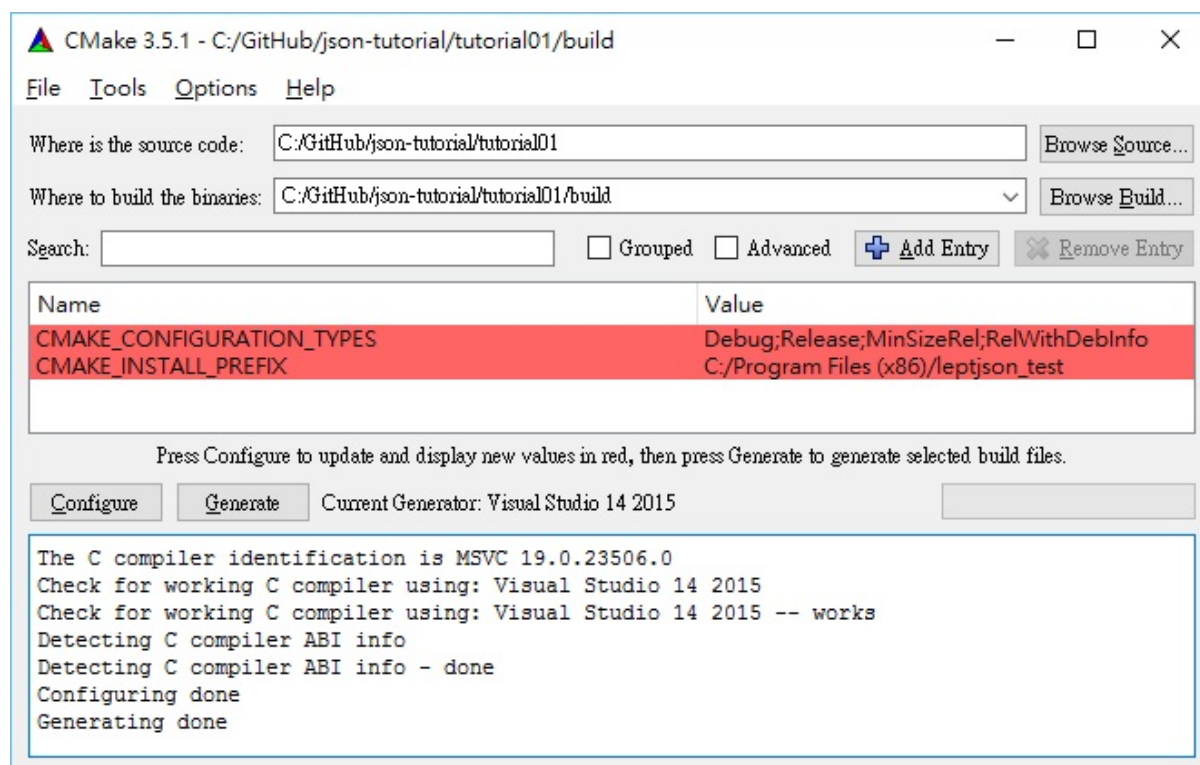 CMake 3.5.1 - C:/GitHub/json-tutorial/tutorial01/build
File Tools Options Help
Where is the source code: C:/GitHub/json-tutorial/tutorial01 Browse Source...
Where to build the binaries: C:/GitHub/json-tutorial/tutorial01/build Browse Build...
Search: Grouped Advanced Add Entry Remove Entry
Name Value
CMAKE_CONFIGURATION_TYPES Debug;Release;MinSizeRel;RelWithDebInfo
CMAKE_INSTALL_PREFIX C:/Program Files (x86)/leptjson_test
Press Configure to update and display new values in red, then press Generate to generate selected build files.
Configure Generate Current Generator: Visual Studio 14 2015
The C compiler identification is MSVC 19.0.23506.0
Check for working C compiler using: Visual Studio 14 2015
Check for working C compiler using: Visual Studio 14 2015 -- works
Detecting C compiler ABI info
Detecting C compiler ABI info - done
Configuring done
Generating done